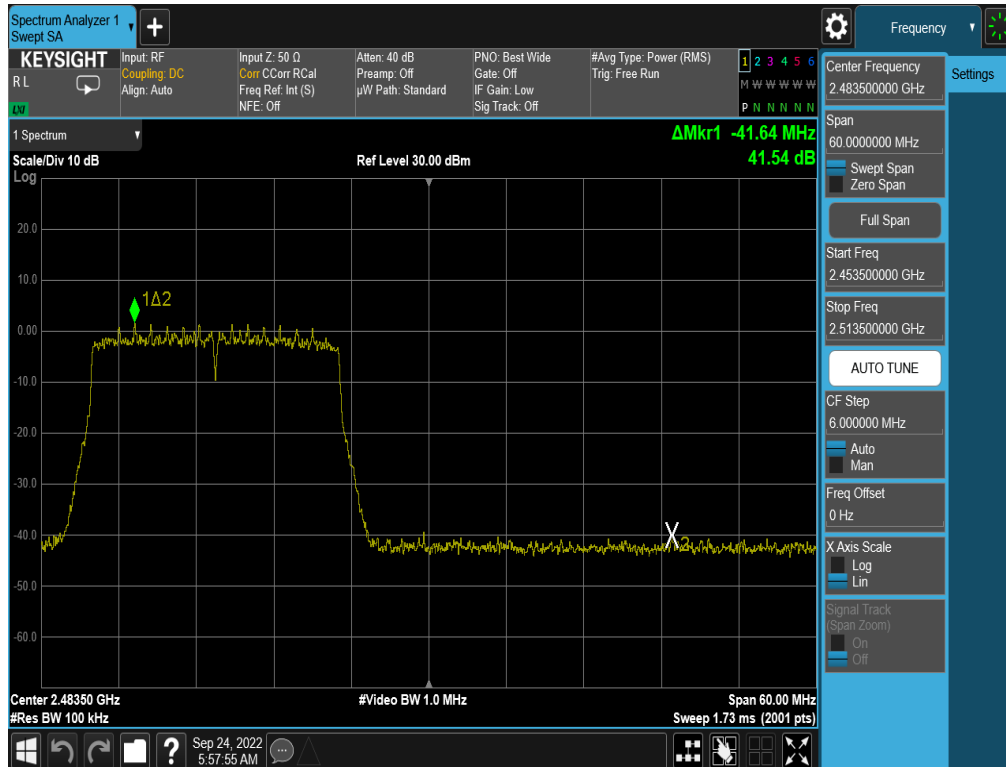 Spectrum Analyzer 1
Swept SA
+
Frequency
KEYSIGHT
R L
LXI
Input: RF
Coupling: DC
Align: Auto
Input Z: 50 Ω
Corr CCorr RCal
Freq Ref: Int (S)
NFE: Off
Atten: 40 dB
Preamp: Off
µW Path: Standard
PNO: Best Wide
Gate: Off
IF Gain: Low
Sig Track: Off
#Avg Type: Power (RMS)
Trig: Free Run
1 2 3 4 5 6
M W W W W W
P N N N N N
Center Frequency
2.483500000 GHz
Settings
Span
60.0000000 MHz
Swept Span
Zero Span
Full Span
Start Freq
2.453500000 GHz
Stop Freq
2.513500000 GHz
AUTO TUNE
CF Step
6.000000 MHz
Auto
Man
Freq Offset
0 Hz
X Axis Scale
Log
Lin
Signal Track
(Span Zoom)
On
Off
1 Spectrum
ΔMkr1 -41.64 MHz
41.54 dB
Scale/Div 10 dB
Ref Level 30.00 dBm
Log
20.0
10.0
0.00
-10.0
-20.0
-30.0
-40.0
-50.0
-60.0
1Δ2
X2
Center 2.48350 GHz
#Video BW 1.0 MHz
Span 60.00 MHz
#Res BW 100 kHz
Sweep 1.73 ms (2001 pts)
?
Sep 24, 2022
5:57:55 AM